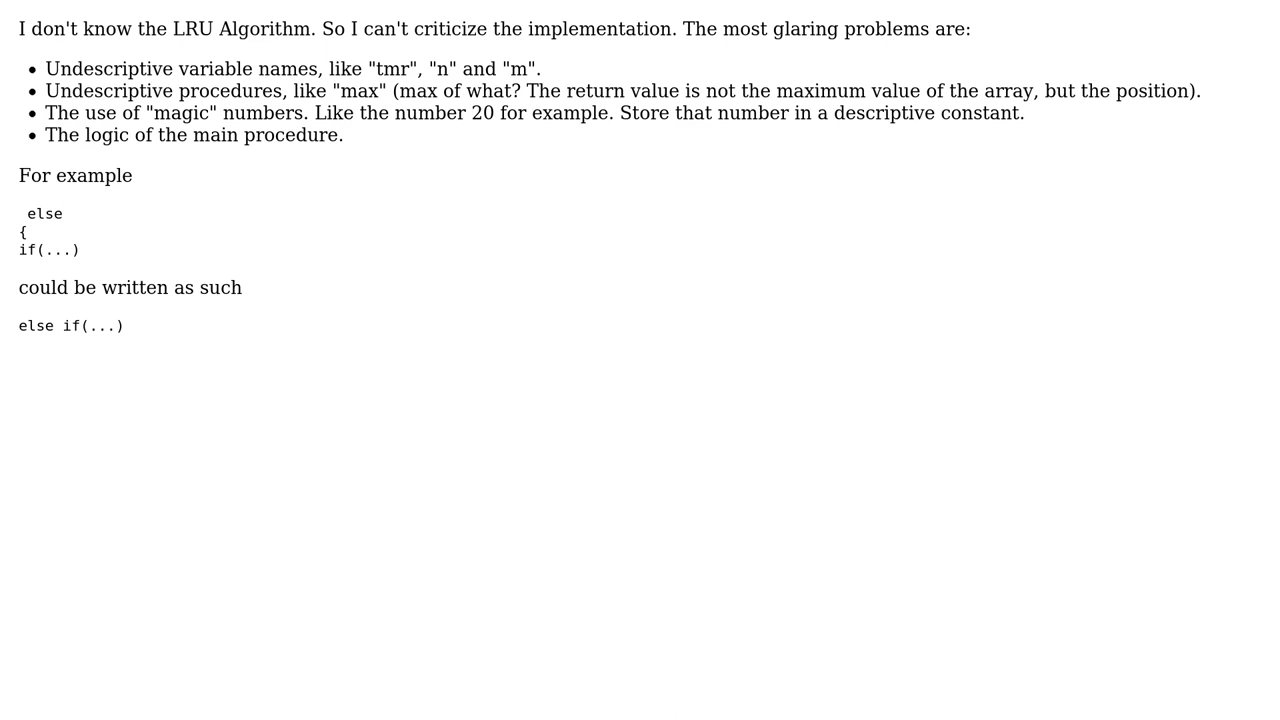 I don't know the LRU Algorithm. So I can't criticize the implementation. The most glaring problems are:
• Undescriptive variable names, like "tmr", "n" and "m".
• Undescriptive procedures, like "max" (max of what? The return value is not the maximum value of the array, but the position).
• The use of "magic" numbers. Like the number 20 for example. Store that number in a descriptive constant.
• The logic of the main procedure.
For example
 else
{
if(...)
could be written as such
else if(...)